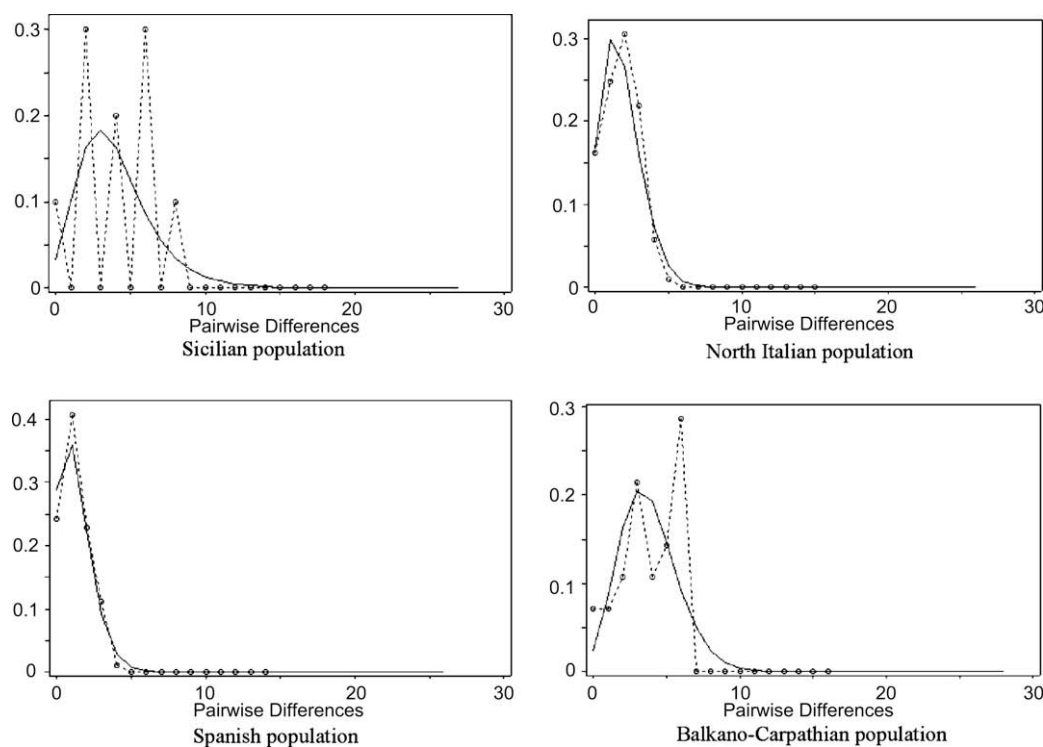 0.3
0.2
0.1
0
0 10 20 30
Pairwise Differences
Sicilian population
0.3
0.2
0.1
0
0 10 20 30
Pairwise Differences
North Italian population
0.4
0.3
0.2
0.1
0
0 10 20 30
Pairwise Differences
Spanish population
0.3
0.2
0.1
0
0 10 20 30
Pairwise Differences
Balkano-Carpathian population